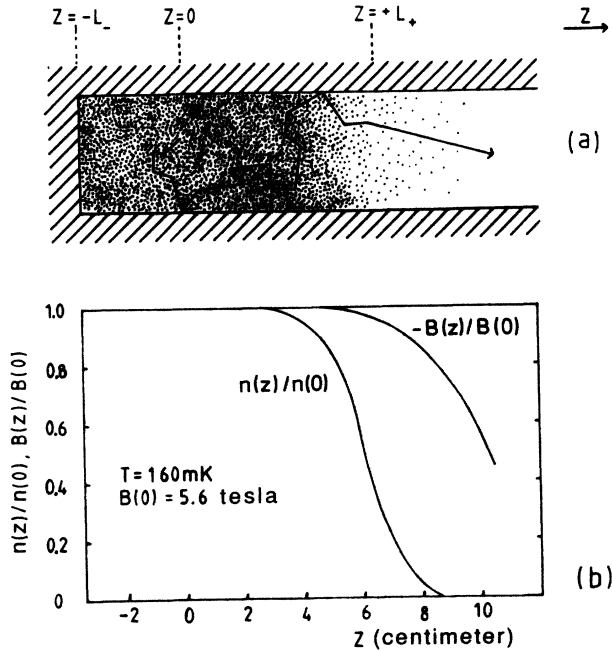 Z = -L_ Z=0 Z = + L+ Z
(a)
1.0
0.8
0.6
0.4
0.2
0
n(z)/n(0), B(z)/B(0)
-B(z)/B(0)
n(z)/n(0)
T = 160mK
B(0) = 5.6 tesla
(b)
-2 0 2 4 6 8 10
Z (centimeter)